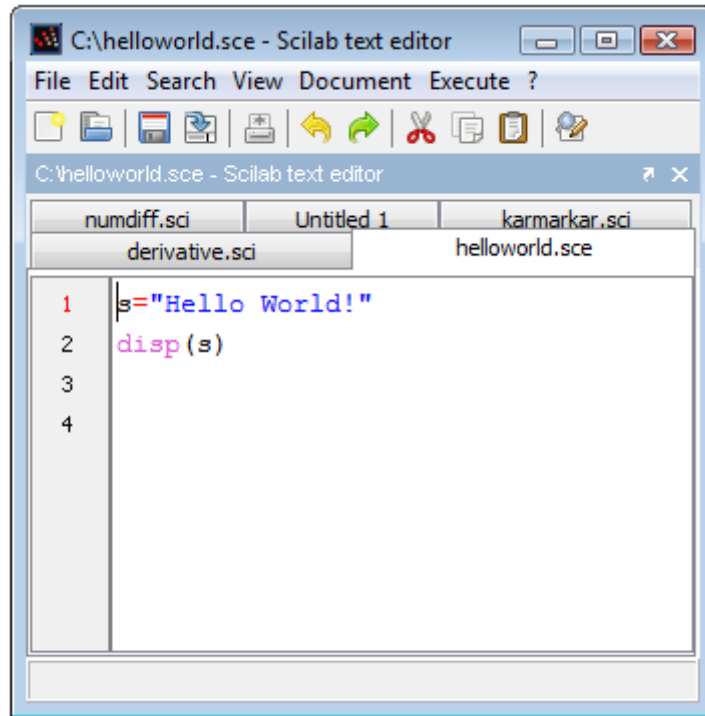 C:\helloworld.sce - Scilab text editor
File Edit Search View Document Execute ?
C:\helloworld.sce - Scilab text editor
numdiff.sci Untitled 1 karmarkar.sci
derivative.sci helloworld.sce
1 s="Hello World!"
2 disp(s)
3
4